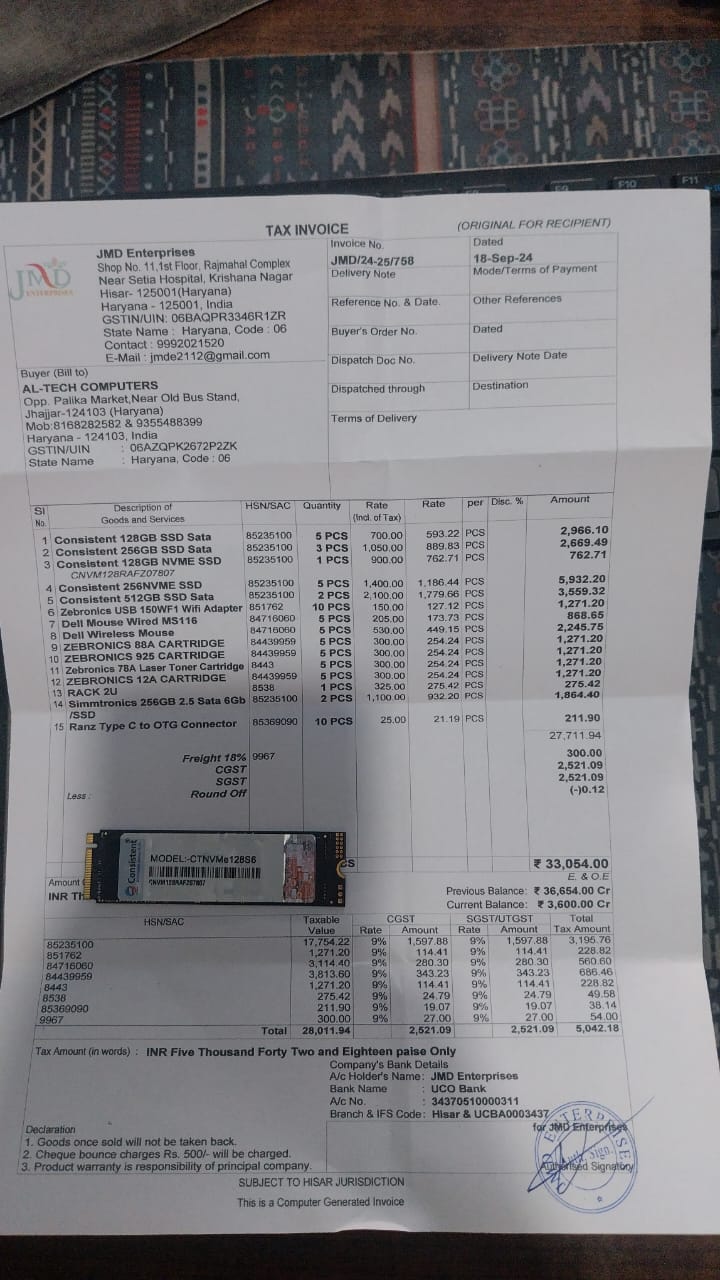 F9 F10 F11
TAX INVOICE
(ORIGINAL FOR RECIPIENT)
JMD
ENTERPRISES
JMD Enterprises
Shop No. 11,1st Floor, Rajmahal Complex
Near Setia Hospital, Krishana Nagar
Hisar- 125001(Haryana)
Haryana - 125001, India
GSTIN/UIN: 06BAQPR3346R1ZR
State Name : Haryana, Code : 06
Contact : 9992021520
E-Mail : jmde2112@gmail.com
Invoice No. Dated
JMD/24-25/758 18-Sep-24
Delivery Note Mode/Terms of Payment
Reference No. & Date. Other References
Buyer's Order No. Dated
Dispatch Doc No. Delivery Note Date
Dispatched through Destination
Terms of Delivery
Buyer (Bill to)
AL-TECH COMPUTERS
Opp. Palika Market,Near Old Bus Stand,
Jhajjar-124103 (Haryana)
Mob:8168282582 & 9355488399
Haryana - 124103, India
GSTIN/UIN : 06AZQPK2672P2ZK
State Name : Haryana, Code : 06
Sl Description of HSN/SAC Quantity Rate Rate per Disc. % Amount
No. Goods and Services (Incl. of Tax)
1 Consistent 128GB SSD Sata 85235100 5 PCS 700.00 593.22 PCS 2,966.10
2 Consistent 256GB SSD Sata 85235100 3 PCS 1,050.00 889.83 PCS 2,669.49
3 Consistent 128GB NVME SSD 85235100 1 PCS 900.00 762.71 PCS 762.71
CNVM128RAFZ07807
4 Consistent 256NVME SSD 85235100 5 PCS 1,400.00 1,186.44 PCS 5,932.20
5 Consistent 512GB SSD Sata 85235100 2 PCS 2,100.00 1,779.66 PCS 3,559.32
6 Zebronics USB 150WF1 Wifi Adapter 851762 10 PCS 150.00 127.12 PCS 1,271.20
7 Dell Mouse Wired MS116 84716060 5 PCS 205.00 173.73 PCS 868.65
8 Dell Wireless Mouse 84716060 5 PCS 530.00 449.15 PCS 2,245.75
9 ZEBRONICS 88A CARTRIDGE 84439959 5 PCS 300.00 254.24 PCS 1,271.20
10 ZEBRONICS 925 CARTRIDGE 84439959 5 PCS 300.00 254.24 PCS 1,271.20
11 Zebronics 78A Laser Toner Cartridge 8443 5 PCS 300.00 254.24 PCS 1,271.20
12 ZEBRONICS 12A CARTRIDGE 84439959 5 PCS 300.00 254.24 PCS 1,271.20
13 RACK 2U 8538 1 PCS 325.00 275.42 PCS 275.42
14 Simmtronics 256GB 2.5 Sata 6Gb 85235100 2 PCS 1,100.00 932.20 PCS 1,864.40
/SSD
15 Ranz Type C to OTG Connector 85369090 10 PCS 25.00 21.19 PCS 211.90
27,711.94
Freight 18% 9967 300.00
CGST 2,521.09
SGST 2,521.09
Less : Round Off (-)0.12
Consistent
MODEL:-CTNVMe128S6
CNVM128RAFZ07807
CS ₹ 33,054.00
Amount E. & O.E
INR Th
Previous Balance: ₹ 36,654.00 Cr
Current Balance: ₹ 3,600.00 Cr
HSN/SAC Taxable CGST SGST/UTGST Total
Value Rate Amount Rate Amount Tax Amount
85235100 17,754.22 9% 1,597.88 9% 1,597.88 3,195.76
851762 1,271.20 9% 114.41 9% 114.41 228.82
84716060 3,114.40 9% 280.30 9% 280.30 560.60
84439959 3,813.60 9% 343.23 9% 343.23 686.46
8443 1,271.20 9% 114.41 9% 114.41 228.82
8538 275.42 9% 24.79 9% 24.79 49.58
85369090 211.90 9% 19.07 9% 19.07 38.14
9967 300.00 9% 27.00 9% 27.00 54.00
Total 28,011.94 2,521.09 2,521.09 5,042.18
Tax Amount (in words) : INR Five Thousand Forty Two and Eighteen paise Only
Company's Bank Details
A/c Holder's Name : JMD Enterprises
Bank Name : UCO Bank
A/c No. : 34370510000311
Branch & IFS Code : Hisar & UCBA0003437
for JMD Enterprises
JMD ENTERPRISES
Auth. Sign.
Authorised Signatory
Declaration
1. Goods once sold will not be taken back.
2. Cheque bounce charges Rs. 500/- will be charged.
3. Product warranty is responsibility of principal company.
SUBJECT TO HISAR JURISDICTION
This is a Computer Generated Invoice